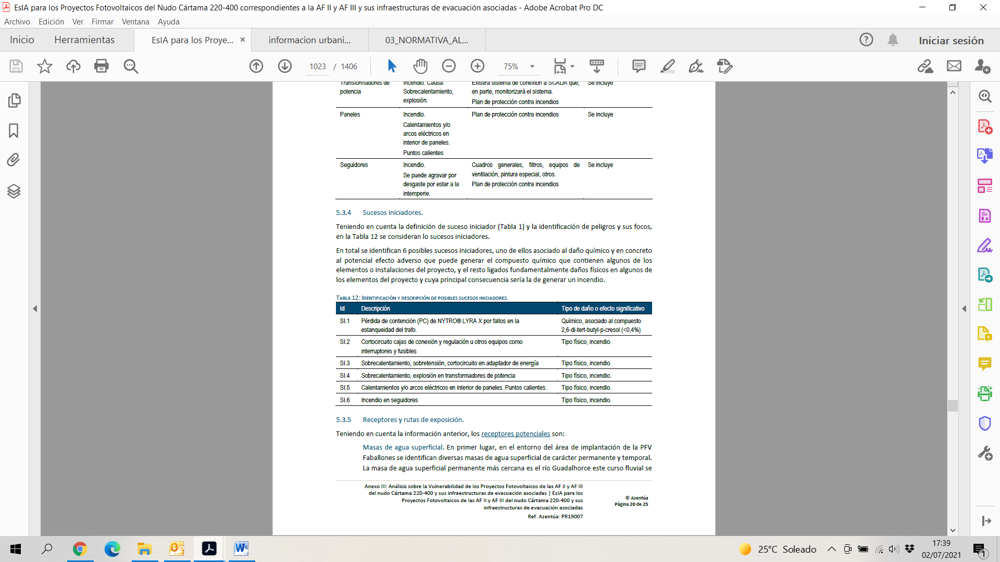 EsIA para los Proyectos Fotovoltaicos del Nudo Cártama 220-400 correspondientes a la AF II y AF III y sus infraestructuras de evacuación asociadas - Adobe Acrobat Pro DC
Archivo Edición Ver Firmar Ventana Ayuda
Inicio Herramientas EsIA para los Proye... × informacion urbani... 03_NORMATIVA_AL... Iniciar sesión
1023 / 1406 75%
Transformadores de potencia
Incendio. Causa:
Sobrecalentamiento,
explosión.
Existirá sistema de conexión a SCADA que,
en parte, monitorizará el sistema.
Plan de protección contra incendios
Se incluye
Paneles
Incendio.
Calentamientos y/o
arcos eléctricos en
interior de paneles.
Puntos calientes
Plan de protección contra incendios
Se incluye
Seguidores
Incendio.
Se puede agravar por
desgaste por estar a la
intemperie.
Cuadros generales, filtros, equipos de
ventilación, pintura especial, otros.
Plan de protección contra incendios
Se incluye
5.3.4 Sucesos iniciadores.
Teniendo en cuenta la definición de suceso iniciador (Tabla 1) y la identificación de peligros y sus focos,
en la Tabla 12 se consideran lo sucesos iniciadores.
En total se identifican 6 posibles sucesos iniciadores, uno de ellos asociado al daño químico y en concreto
al potencial efecto adverso que puede generar el compuesto químico que contienen algunos de los
elementos o instalaciones del proyecto, y el resto ligados fundamentalmente daños físicos en algunos de
los elementos del proyecto y cuya principal consecuencia sería la de generar un incendio.
TABLA 12: IDENTIFICACIÓN Y DESCRIPCIÓN DE POSIBLES SUCESOS INICIADORES.
Id Descripción Tipo de daño o efecto significativo
SI.1 Pérdida de contención (PC) de NYTRO® LYRA X por fallos en la
estanqueidad del trafo.
Químico, asociado al compuesto
2,6-di-tert-butyl-p-cresol (<0,4%)
SI.2 Cortocircuito cajas de conexión y regulación u otros equipos como
interruptores y fusibles
Tipo físico, incendio.
SI.3 Sobrecalentamiento, sobretensión, cortocircuito en adaptador de energía Tipo físico, incendio.
SI.4 Sobrecalentamiento, explosión en transformadores de potencia Tipo físico, incendio.
SI.5 Calentamientos y/o arcos eléctricos en interior de paneles. Puntos calientes. Tipo físico, incendio.
SI.6 Incendio en seguidores Tipo físico, incendio.
5.3.5 Receptores y rutas de exposición.
Teniendo en cuenta la información anterior, los receptores potenciales son:
Masas de agua superficial. En primer lugar, en el entorno del área de implantación de la PFV
Faballones se identifican diversas masas de agua superficial de carácter permanente y temporal.
La masa de agua superficial permanente más cercana es el río Guadalhorce este curso fluvial se
Anexo III: Análisis sobre la Vulnerabilidad de los Proyectos Fotovoltaicos de las AF II y AF III
del nudo Cártama 220-400 y sus infraestructuras de evacuación asociadas | EsIA para los
Proyectos Fotovoltaicos de las AF II y AF III del nudo Cártama 220-400 y sus
infraestructuras de evacuación asociadas
Ref. Azentúa: PR19007
© Azentúa
Página 20 de 25
25°C Soleado
17:39
02/07/2021
1